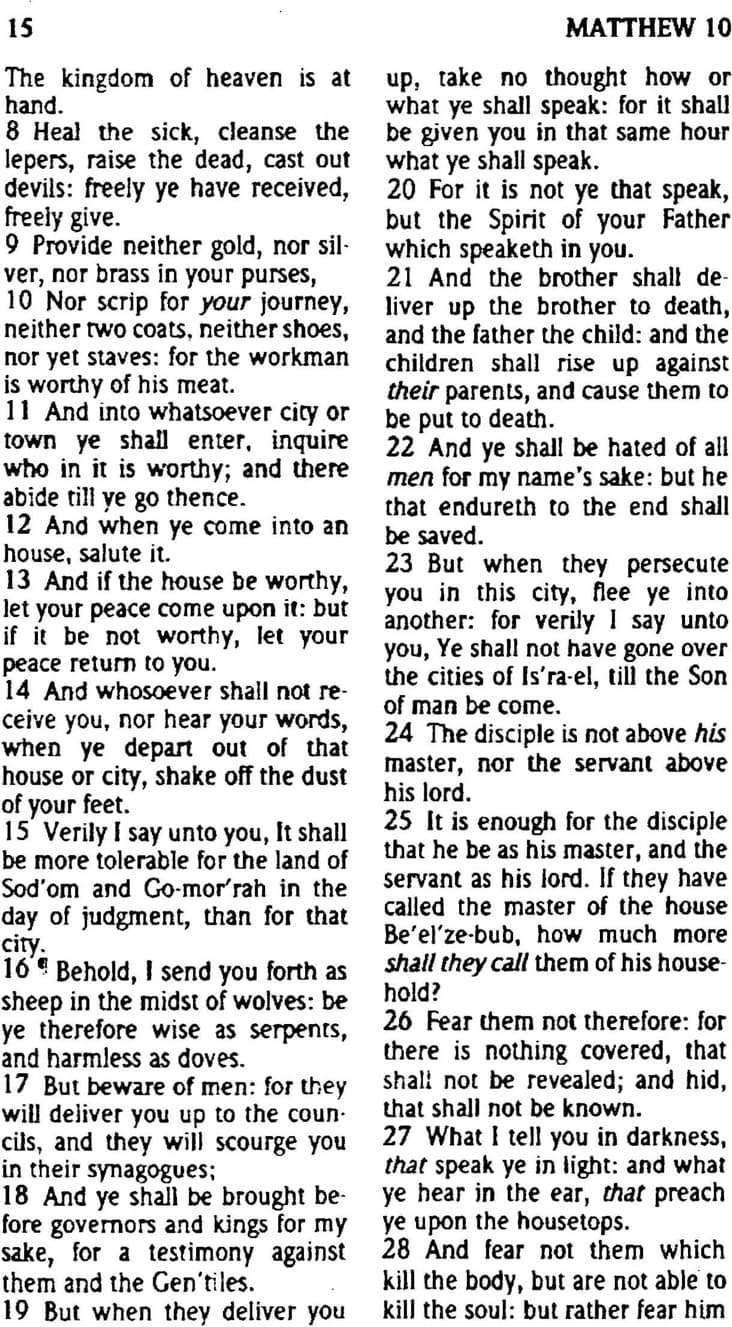 15
MATTHEW 10
The kingdom of heaven is at
hand.
8 Heal the sick, cleanse the
lepers, raise the dead, cast out
devils: freely ye have received,
freely give.
9 Provide neither gold, nor sil-
ver, nor brass in your purses,
10 Nor scrip for your journey,
neither two coats, neither shoes,
nor yet staves: for the workman
is worthy of his meat.
11 And into whatsoever city or
town ye shall enter, inquire
who in it is worthy; and there
abide till ye go thence.
12 And when ye come into an
house, salute it.
13 And if the house be worthy,
let your peace come upon it: but
if it be not worthy, let your
peace return to you.
14 And whosoever shall not re-
ceive you, nor hear your words,
when ye depart out of that
house or city, shake off the dust
of your feet.
15 Verily I say unto you, It shall
be more tolerable for the land of
Sod'om and Go-mor'rah in the
day of judgment, than for that
city.
16 ¶ Behold, I send you forth as
sheep in the midst of wolves: be
ye therefore wise as serpents,
and harmless as doves.
17 But beware of men: for they
will deliver you up to the coun-
cils, and they will scourge you
in their synagogues;
18 And ye shall be brought be-
fore governors and kings for my
sake, for a testimony against
them and the Gen'tiles.
19 But when they deliver you
up, take no thought how or
what ye shall speak: for it shall
be given you in that same hour
what ye shall speak.
20 For it is not ye that speak,
but the Spirit of your Father
which speaketh in you.
21 And the brother shall de-
liver up the brother to death,
and the father the child: and the
children shall rise up against
their parents, and cause them to
be put to death.
22 And ye shall be hated of all
men for my name's sake: but he
that endureth to the end shall
be saved.
23 But when they persecute
you in this city, flee ye into
another: for verily I say unto
you, Ye shall not have gone over
the cities of Is'ra-el, till the Son
of man be come.
24 The disciple is not above his
master, nor the servant above
his lord.
25 It is enough for the disciple
that he be as his master, and the
servant as his lord. If they have
called the master of the house
Be'el'ze-bub, how much more
shall they call them of his house-
hold?
26 Fear them not therefore: for
there is nothing covered, that
shall not be revealed; and hid,
that shall not be known.
27 What I tell you in darkness,
that speak ye in light: and what
ye hear in the ear, that preach
ye upon the housetops.
28 And fear not them which
kill the body, but are not able to
kill the soul: but rather fear him